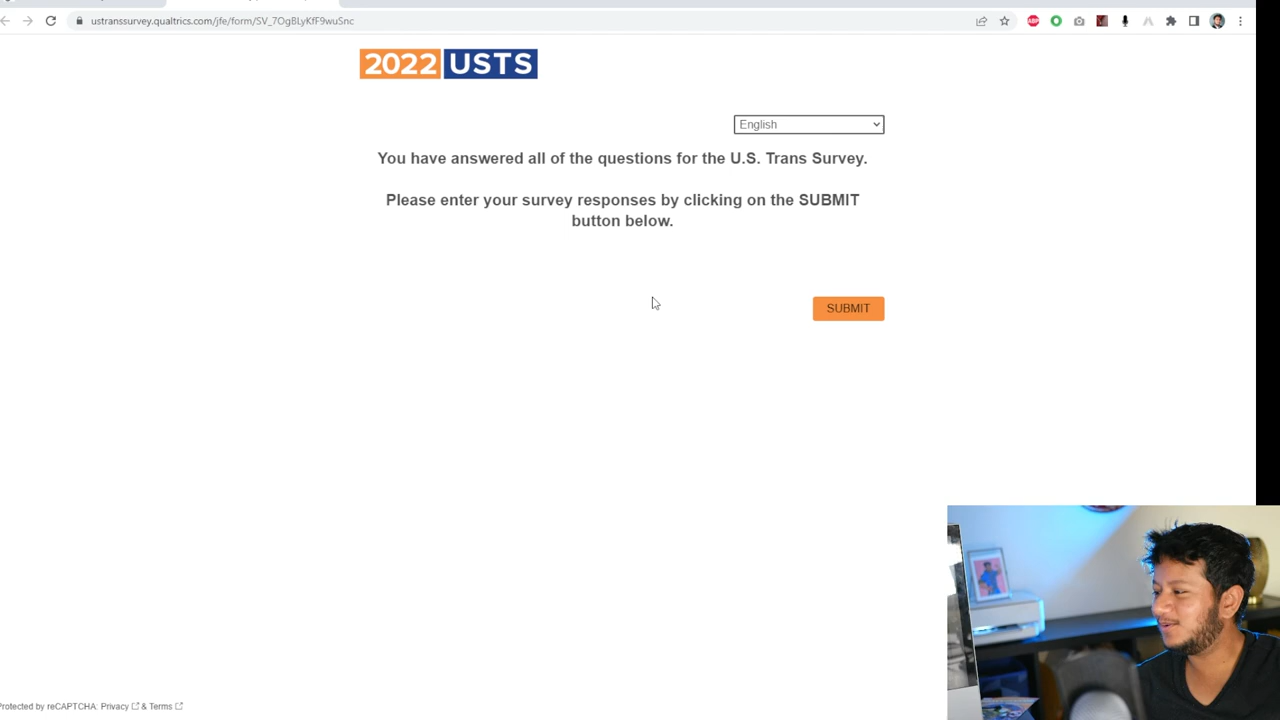 ustranssurvey.qualtrics.com/jfe/form/SV_7OgBLyKfF9wuSnc
ABP
2022 USTS
English
You have answered all of the questions for the U.S. Trans Survey.
Please enter your survey responses by clicking on the SUBMIT
button below.
SUBMIT
Protected by reCAPTCHA: Privacy & Terms